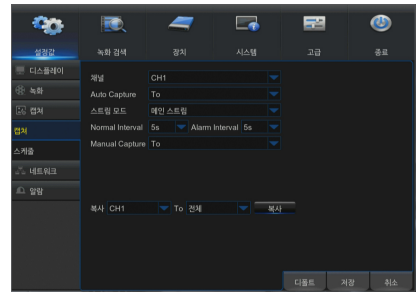 설정값 녹화 검색 장치 시스템 고급 종료
디스플레이
녹화
캡쳐
캡쳐
스케줄
네트워크
알람
채널 CH1
Auto Capture To
스트림 모드 메인 스트림
Normal Interval 5s Alarm Interval 5s
Manual Capture To
복사 CH1 To 전체 복사
디폴트 저장 취소